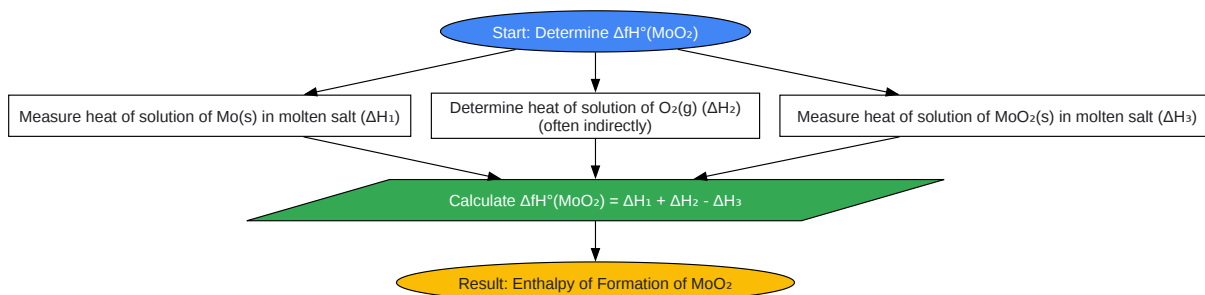 Start: Determine ΔfH°(MoO₂)
Measure heat of solution of Mo(s) in molten salt (ΔH₁)
Determine heat of solution of O₂(g) (ΔH₂)
(often indirectly)
Measure heat of solution of MoO₂(s) in molten salt (ΔH₃)
Calculate ΔfH°(MoO₂) = ΔH₁ + ΔH₂ - ΔH₃
Result: Enthalpy of Formation of MoO₂